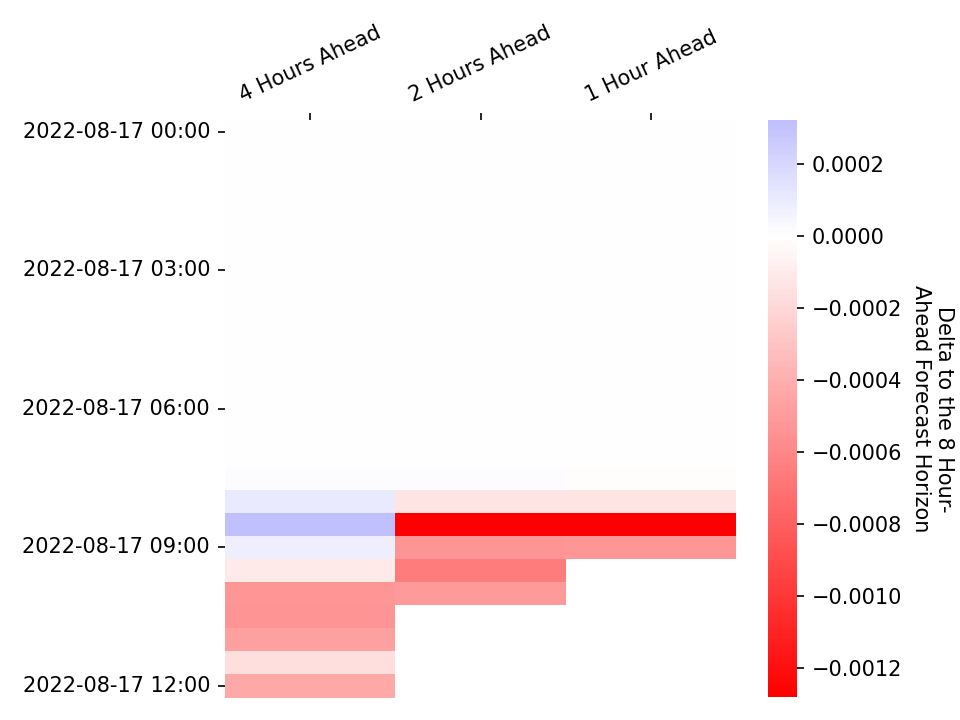 4 Hours Ahead
2 Hours Ahead
1 Hour Ahead
2022-08-17 00:00
2022-08-17 03:00
2022-08-17 06:00
2022-08-17 09:00
2022-08-17 12:00
0.0002
0.0000
−0.0002
−0.0004
−0.0006
−0.0008
−0.0010
−0.0012
Delta to the 8 Hour-
Ahead Forecast Horizon